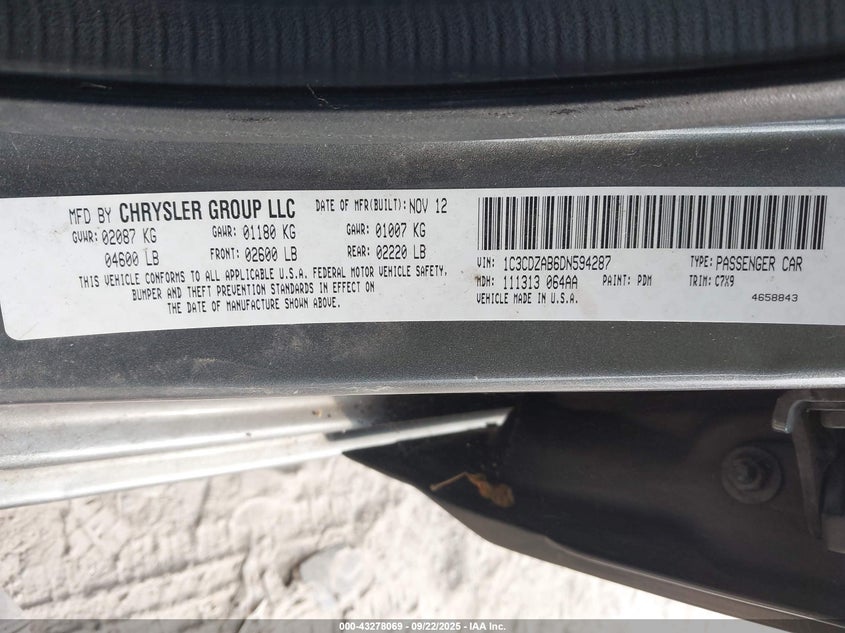 MFD BY CHRYSLER GROUP LLC DATE OF MFR(BUILT): NOV 12
GVWR: 02087 KG GAWR: 01180 KG GAWR: 01007 KG
04600 LB FRONT: 02600 LB REAR: 02220 LB
THIS VEHICLE CONFORMS TO ALL APPLICABLE U.S.A. FEDERAL MOTOR VEHICLE SAFETY,
BUMPER AND THEFT PREVENTION STANDARDS IN EFFECT ON
THE DATE OF MANUFACTURE SHOWN ABOVE.
VIN: 1C3CDZAB6DN594287 TYPE: PASSENGER CAR
MDH: 111313 064AA PAINT: PDM TRIM: C7X9
VEHICLE MADE IN U.S.A. 4658843
000-43278069 - 09/22/2025 - © IAA, Inc.